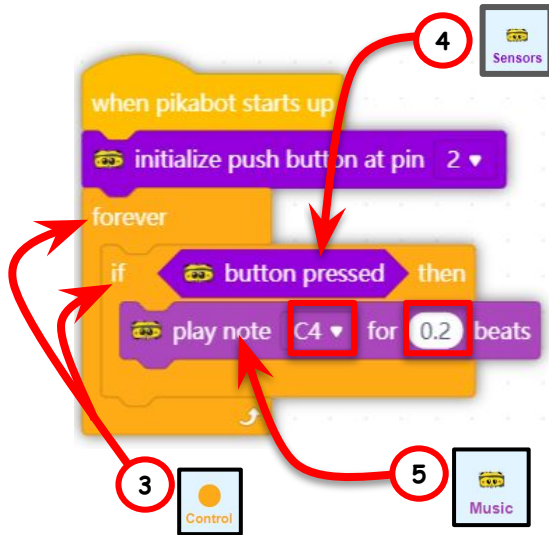 4
Sensors
when pikabot starts up
initialize push button at pin 2
forever
if button pressed then
play note C4 for 0.2 beats
3
Control
5
Music